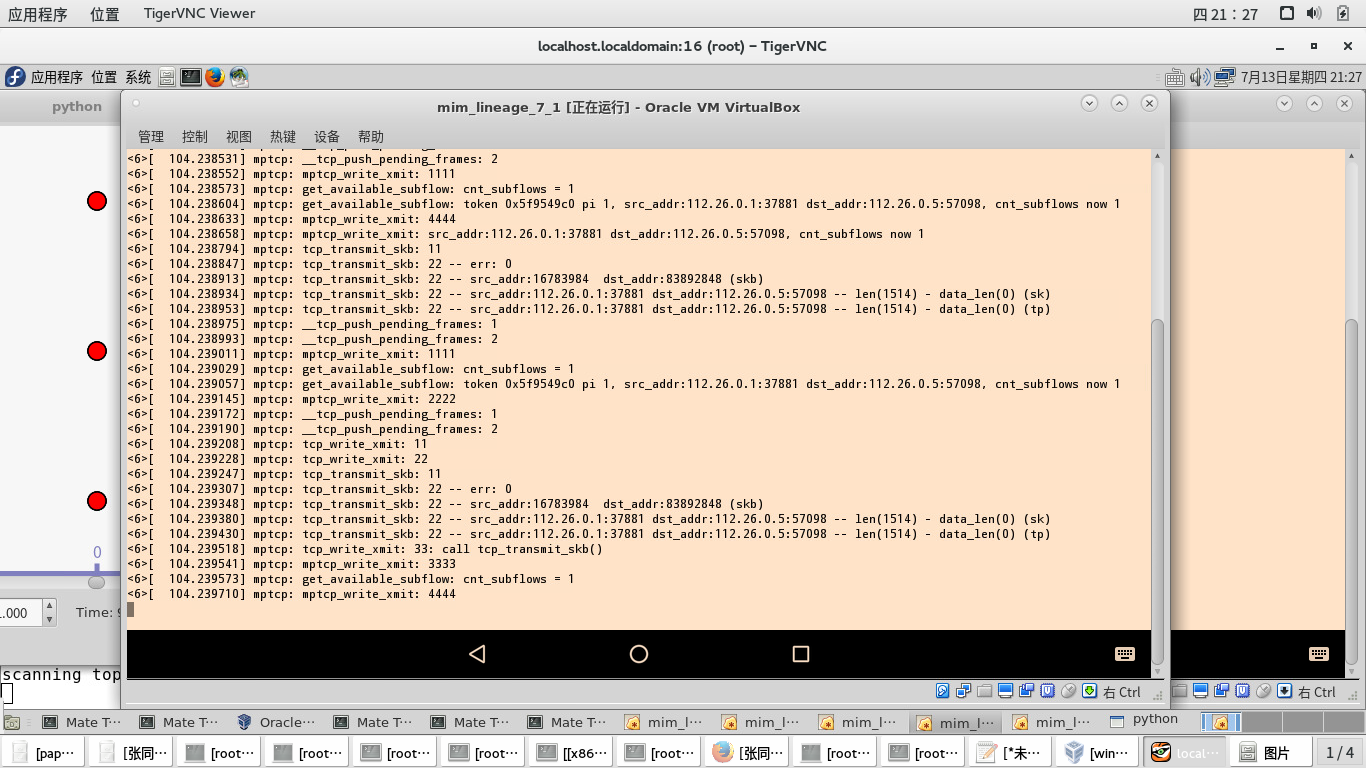 应用程序 位置 TigerVNC Viewer 四 21：27
localhost.localdomain:16 (root) - TigerVNC
应用程序 位置 系统 7月13日星期四 21:27
python mim_lineage_7_1 [正在运行] - Oracle VM VirtualBox
管理 控制 视图 热键 设备 帮助
<6>[  104.238531] mptcp: __tcp_push_pending_frames: 2
<6>[  104.238552] mptcp: mptcp_write_xmit: 1111
<6>[  104.238573] mptcp: get_available_subflow: cnt_subflows = 1
<6>[  104.238604] mptcp: get_available_subflow: token 0x5f9549c0 pi 1, src_addr:112.26.0.1:37881 dst_addr:112.26.0.5:57098, cnt_subflows now 1
<6>[  104.238633] mptcp: mptcp_write_xmit: 4444
<6>[  104.238658] mptcp: mptcp_write_xmit: src_addr:112.26.0.1:37881 dst_addr:112.26.0.5:57098, cnt_subflows now 1
<6>[  104.238794] mptcp: tcp_transmit_skb: 11
<6>[  104.238847] mptcp: tcp_transmit_skb: 22 -- err: 0
<6>[  104.238913] mptcp: tcp_transmit_skb: 22 -- src_addr:16783984  dst_addr:83892848 (skb)
<6>[  104.238934] mptcp: tcp_transmit_skb: 22 -- src_addr:112.26.0.1:37881 dst_addr:112.26.0.5:57098 -- len(1514) - data_len(0) (sk)
<6>[  104.238953] mptcp: tcp_transmit_skb: 22 -- src_addr:112.26.0.1:37881 dst_addr:112.26.0.5:57098 -- len(1514) - data_len(0) (tp)
<6>[  104.238975] mptcp: __tcp_push_pending_frames: 1
<6>[  104.238993] mptcp: __tcp_push_pending_frames: 2
<6>[  104.239011] mptcp: mptcp_write_xmit: 1111
<6>[  104.239029] mptcp: get_available_subflow: cnt_subflows = 1
<6>[  104.239057] mptcp: get_available_subflow: token 0x5f9549c0 pi 1, src_addr:112.26.0.1:37881 dst_addr:112.26.0.5:57098, cnt_subflows now 1
<6>[  104.239145] mptcp: mptcp_write_xmit: 2222
<6>[  104.239172] mptcp: __tcp_push_pending_frames: 1
<6>[  104.239190] mptcp: __tcp_push_pending_frames: 2
<6>[  104.239208] mptcp: tcp_write_xmit: 11
<6>[  104.239228] mptcp: tcp_write_xmit: 22
<6>[  104.239247] mptcp: tcp_transmit_skb: 11
<6>[  104.239307] mptcp: tcp_transmit_skb: 22 -- err: 0
<6>[  104.239348] mptcp: tcp_transmit_skb: 22 -- src_addr:16783984  dst_addr:83892848 (skb)
<6>[  104.239380] mptcp: tcp_transmit_skb: 22 -- src_addr:112.26.0.1:37881 dst_addr:112.26.0.5:57098 -- len(1514) - data_len(0) (sk)
<6>[  104.239430] mptcp: tcp_transmit_skb: 22 -- src_addr:112.26.0.1:37881 dst_addr:112.26.0.5:57098 -- len(1514) - data_len(0) (tp)
<6>[  104.239518] mptcp: tcp_write_xmit: 33: call tcp_transmit_skb()
<6>[  104.239541] mptcp: mptcp_write_xmit: 3333
<6>[  104.239573] mptcp: get_available_subflow: cnt_subflows = 1
<6>[  104.239710] mptcp: mptcp_write_xmit: 4444
0
.000 Time:
scanning top
右 Ctrl 右 Ctrl
Mate T··· Mate T··· Oracle··· Mate T··· Mate T··· Mate T··· mim_l··· mim_l··· mim_l··· mim_l··· mim_l··· python
[pap··· [张同··· [root··· [root··· [root··· [root··· [[x86··· [root··· [张同··· [root··· [root··· [*未··· [win··· local··· 图片 1 / 4